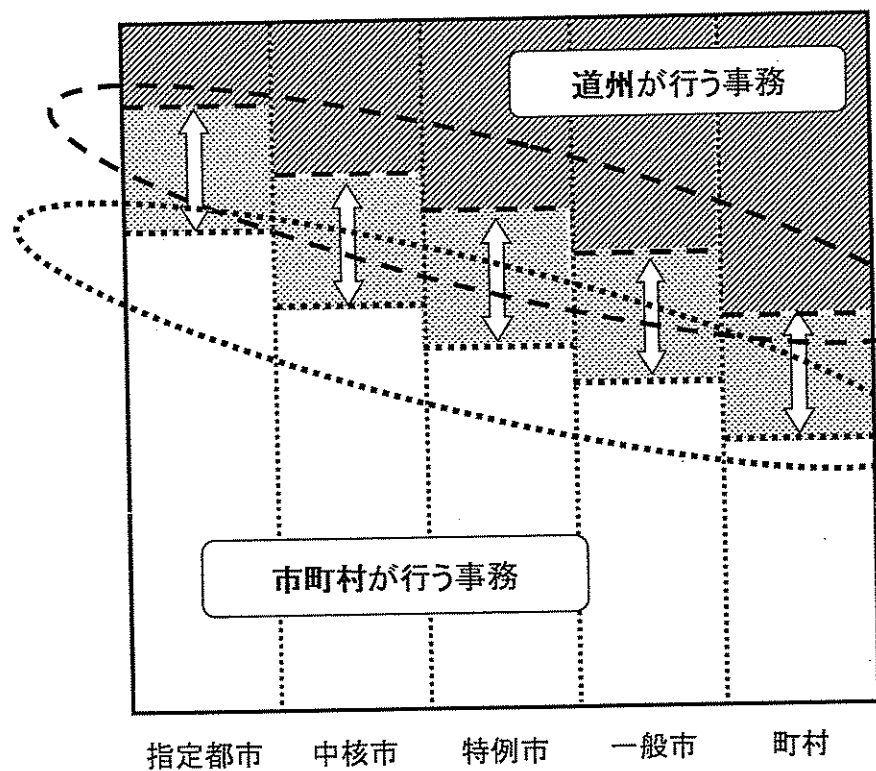 道州が行う事務
市町村が行う事務
指定都市
中核市
特例市
一般市
町村